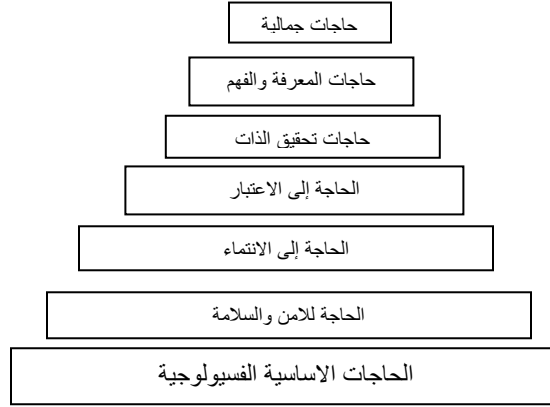 حاجات جمالية
حاجات المعرفة والفهم
حاجات تحقيق الذات
الحاجة إلى الاعتبار
الحاجة إلى الانتماء
الحاجة للامن والسلامة
الحاجات الاساسية الفسيولوجية